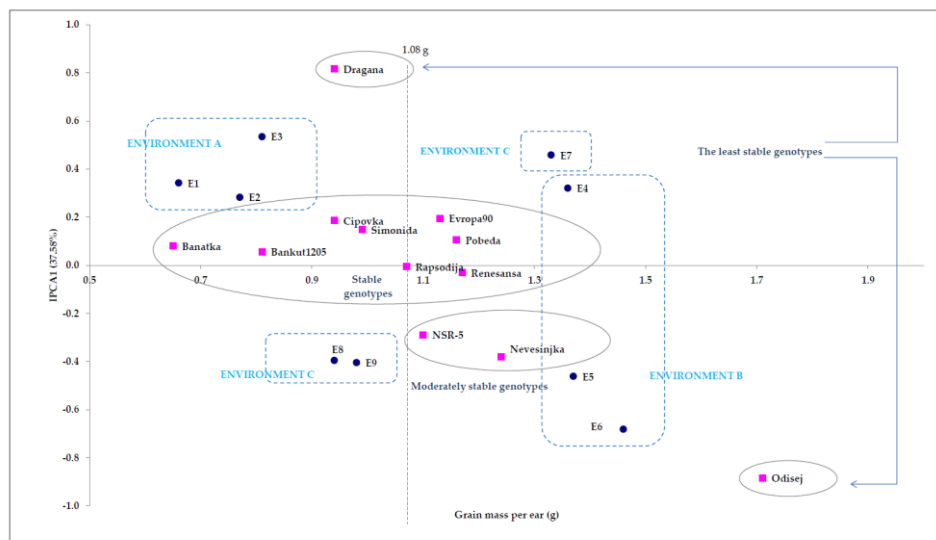 1.0
1.08 g
0.8
Dragana
0.6
E3
ENVIRONMENT A
ENVIRONMENT C
E7
The least stable genotypes
0.4
E1
E4
E2
0.2
Cipovka
Evropa90
Simonida
Pobeda
Banatka
Bankut1205
IPCA1 (37,58%)
0.0
Rapsodija
Renesansa
0.5
0.7
0.9
1.1
1.3
1.5
1.7
1.9
Stable
genotypes
-0.2
NSR-5
E8
Nevesinjka
-0.4
E9
ENVIRONMENT C
Moderately stable genotypes
E5
ENVIRONMENT B
-0.6
E6
-0.8
Odisej
-1.0
Grain mass per ear (g)